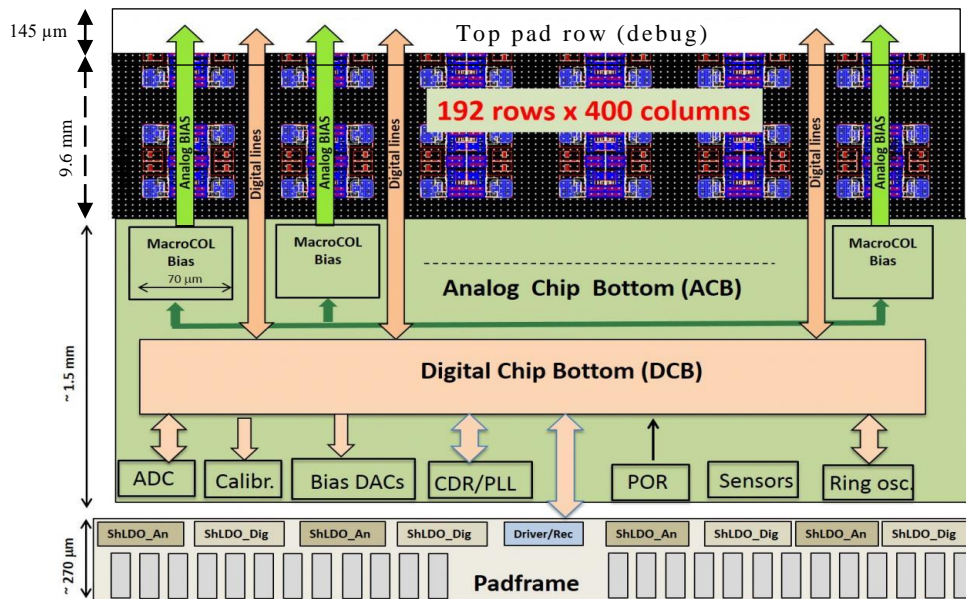 145 µm
Top pad row (debug)
9.6 mm
192 rows x 400 columns
Analog BIAS
Digital lines
Analog BIAS
Digital lines
Digital lines
Analog BIAS
MacroCOL
Bias
70 µm
MacroCOL
Bias
MacroCOL
Bias
Analog Chip Bottom (ACB)
~ 1.5 mm
Digital Chip Bottom (DCB)
ADC
Calibr.
Bias DACs
CDR/PLL
POR
Sensors
Ring osc.
~ 270 µm
ShLDO_An
ShLDO_Dig
ShLDO_An
ShLDO_Dig
Driver/Rec
ShLDO_An
ShLDO_Dig
ShLDO_An
ShLDO_Dig
Padframe